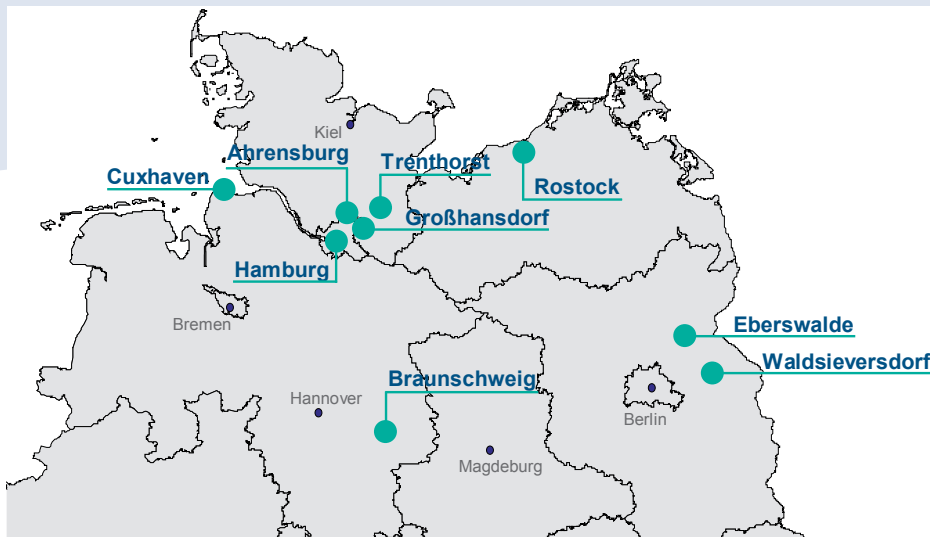 Kiel
Ahrensburg
Trenthorst
Cuxhaven
Rostock
Großhansdorf
Hamburg
Bremen
Eberswalde
Waldsieversdorf
Braunschweig
Hannover
Berlin
Magdeburg